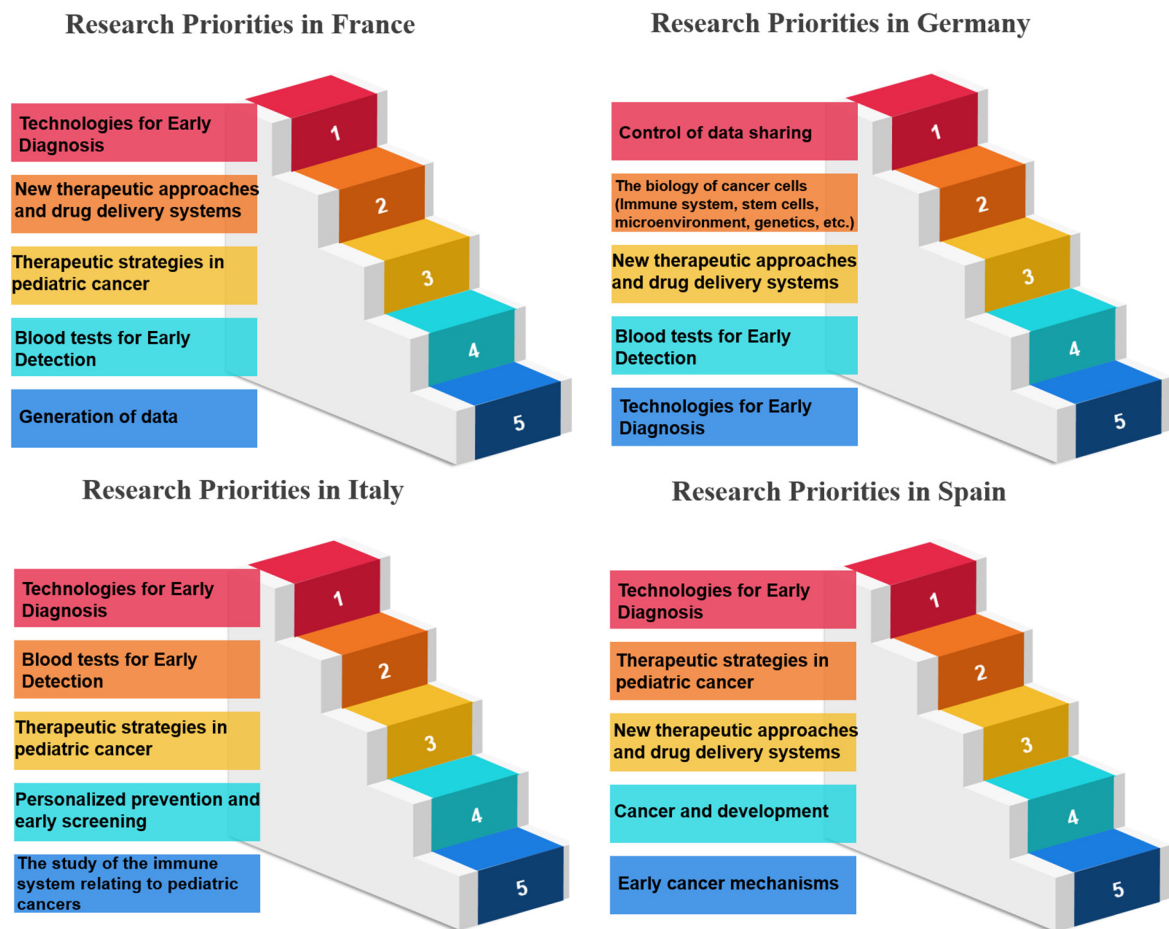 Research Priorities in France
Technologies for Early
Diagnosis
1
New therapeutic approaches
and drug delivery systems
2
Therapeutic strategies in
pediatric cancer
3
Blood tests for Early
Detection
4
Generation of data
5
Research Priorities in Germany
Control of data sharing
1
The biology of cancer cells
(Immune system, stem cells,
microenvironment, genetics, etc.)
2
New therapeutic approaches
and drug delivery systems
3
Blood tests for Early
Detection
4
Technologies for Early
Diagnosis
5
Research Priorities in Italy
Technologies for Early
Diagnosis
1
Blood tests for Early
Detection
2
Therapeutic strategies in
pediatric cancer
3
Personalized prevention and
early screening
4
The study of the immune
system relating to pediatric
cancers
5
Research Priorities in Spain
Technologies for Early
Diagnosis
1
Therapeutic strategies in
pediatric cancer
2
New therapeutic approaches
and drug delivery systems
3
Cancer and development
4
Early cancer mechanisms
5